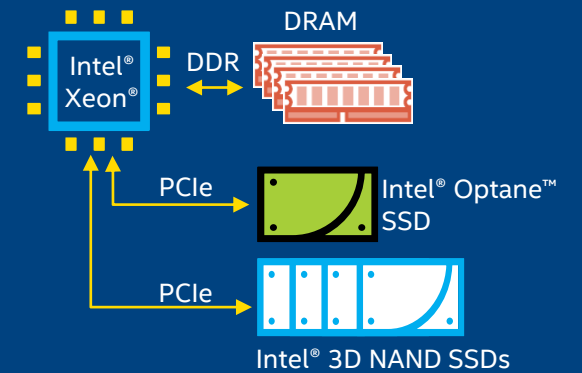 DRAM
Intel®
Xeon®
DDR
PCIe
Intel® Optane™
SSD
PCIe
Intel® 3D NAND SSDs